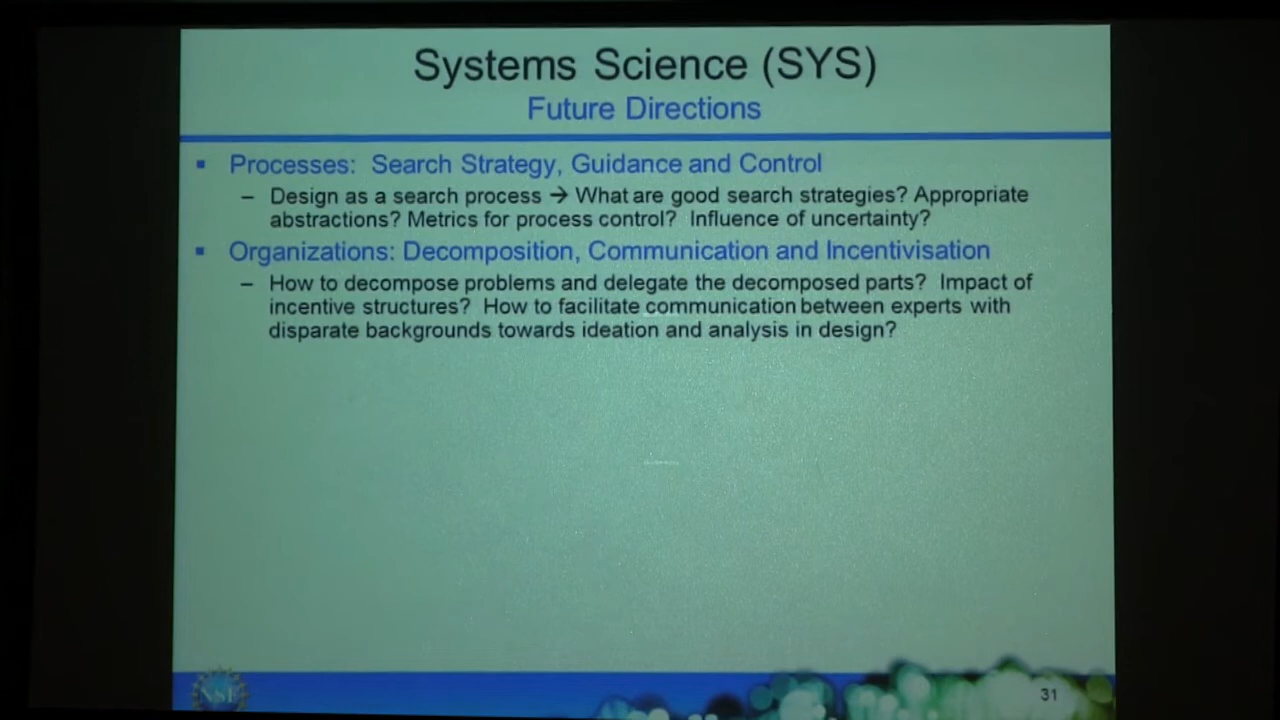 Systems Science (SYS)
Future Directions
▪ Processes: Search Strategy, Guidance and Control
– Design as a search process → What are good search strategies? Appropriate
abstractions? Metrics for process control? Influence of uncertainty?
▪ Organizations: Decomposition, Communication and Incentivisation
– How to decompose problems and delegate the decomposed parts? Impact of
incentive structures? How to facilitate communication between experts with
disparate backgrounds towards ideation and analysis in design?
NSF
31